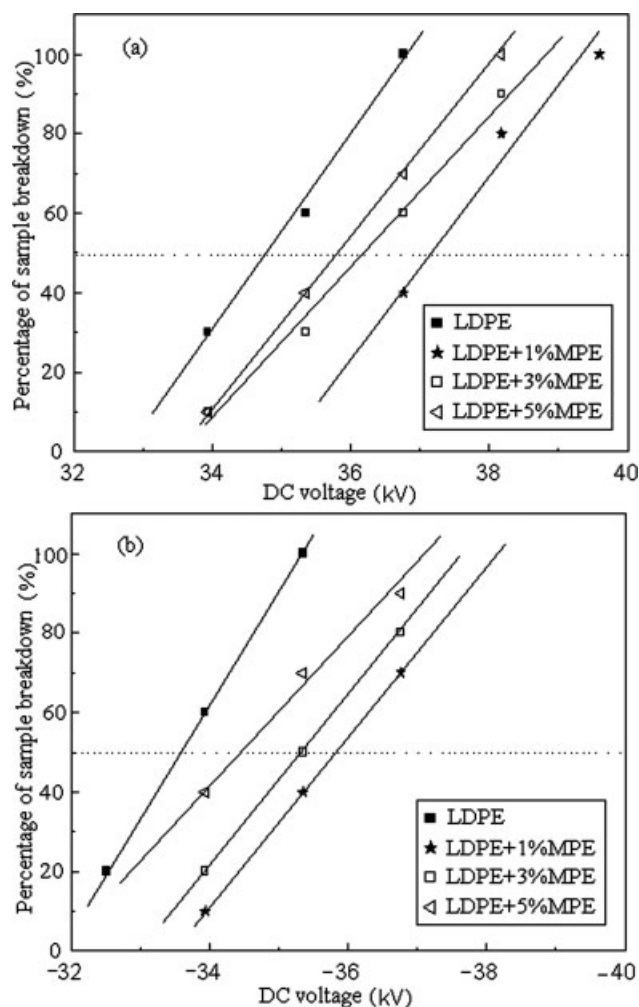 (a)
Percentage of sample breakdown (%)
100
80
60
40
20
0
LDPE
LDPE+1%MPE
LDPE+3%MPE
LDPE+5%MPE
32 34 36 38 40
DC voltage (kV)
(b)
Percentage of sample breakdown (%)
100
80
60
40
20
0
LDPE
LDPE+1%MPE
LDPE+3%MPE
LDPE+5%MPE
-32 -34 -36 -38 -40
DC voltage (kV)